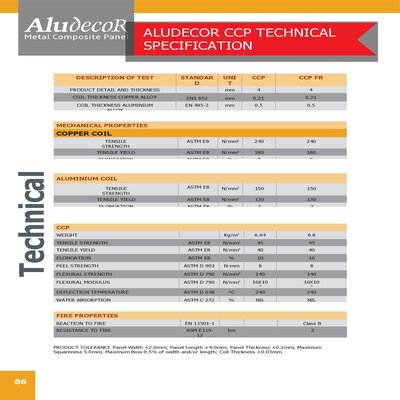 AludecoR
Metal Composite Panel
ALUDECOR CCP TECHNICAL
SPECIFICATION
DESCRIPTION OF TEST STANDAR UNI CCP CCP FR
D T
PRODUCT DETAIL AND THICKNESS mm 4 4
COIL THICKNESS COPPER ALLOY EN1 652 mm 0.21 0.21
COIL THICKNESS ALUMINIUM EN 485-2 mm 0.5 0.5
ALLOY
MECHANICAL PROPERTIES
COPPER COIL
TENSILE ASTM E8 N/mm² 240 240
STRENGTH
TENSILE YIELD ASTM E8 N/mm² 180 180
ELONGATION
ALUMINIUM COIL
TENSILE ASTM E8 N/mm² 150 150
STRENGTH
TENSILE YIELD ASTM E8 N/mm² 130 130
ELONGATION ASTM E8 %
CCP
WEIGHT Kg/m² 6.64 8.8
TENSILE STRENGTH ASTM E8 N/mm² 45 45
TENSILE YIELD ASTM E8 N/mm² 40 40
ELONGATION ASTM E8 % 10 10
PEEL STRENGTH ASTM D 903 N-mm 8 8
FLEXURAL STRENGTH ASTM D 790 N/mm² 140 140
FLEXURAL MODULUS ASTM D 790 N/mm² 16X10 16X10
DEFLECTION TEMPERATURE ASTM D 648 ºC 240 240
WATER ABSORPTION ASTM C 272 % NIL NIL
FIRE PROPERTIES
REACTION TO FIRE EN 13501-1 Class B
RESISTANCE TO FIRE ASM E119- hrs 2
12
PRODUCT TOLERANCE Panel Width ±2.0mm; Panel Length ±4.0mm; Panel Thickness ±0.2mm, Maximum
Squareness 5.0mm; Maximum Bow 0.5% of width and/or length; Coil Thickness ±0.03mm
Technical
86